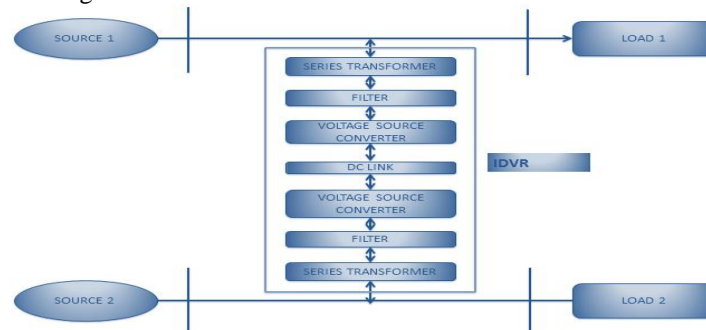 SOURCE 1
LOAD 1
SERIES TRANSFORMER
FILTER
VOLTAGE SOURCE
CONVERTER
DC LINK
IDVR
VOLTAGE SOURCE
CONVERTER
FILTER
SERIES TRANSFORMER
SOURCE 2
LOAD 2